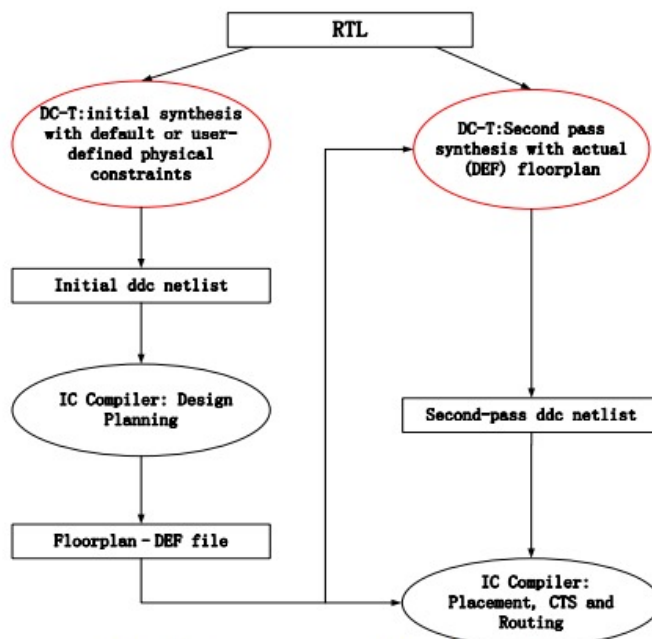 RTL
DC-T:initial synthesis
with default or user-
defined physical
constraints
DC-T:Second pass
synthesis with actual
(DEF) floorplan
Initial ddc netlist
IC Compiler: Design
Planning
Second-pass ddc netlist
Floorplan-DEF file
IC Compiler:
Placement, CTS and
Routing